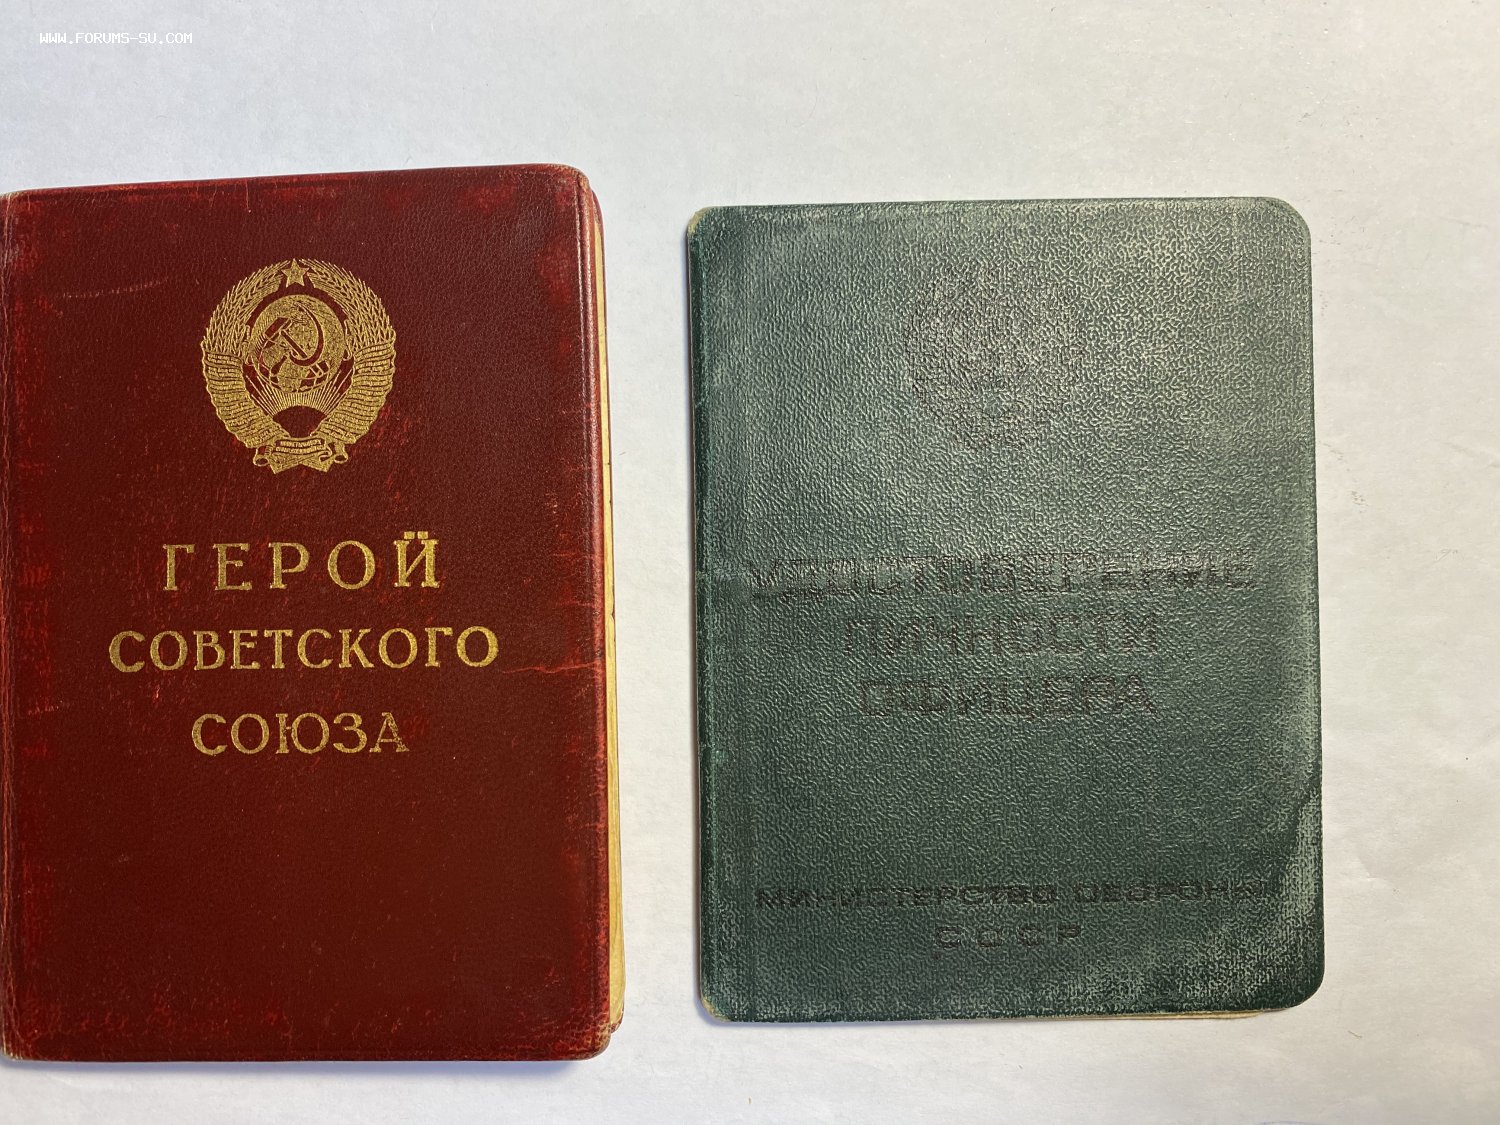 WWW.FORUMS-SU.COM
ГЕРОЙ
СОВЕТСКОГО
СОЮЗА
УДОСТОВЕРЕНИЕ
ЛИЧНОСТИ
ОФИЦЕРА
МИНИСТЕРСТВО ОБОРОНЫ
СССР